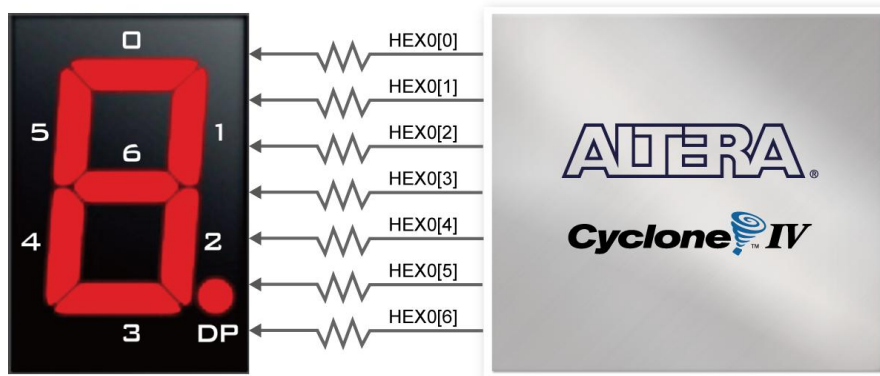 0
5
1
6
4
2
3
DP
HEX0[0]
HEX0[1]
HEX0[2]
HEX0[3]
HEX0[4]
HEX0[5]
HEX0[6]
ALTERA®
Cyclone™ IV